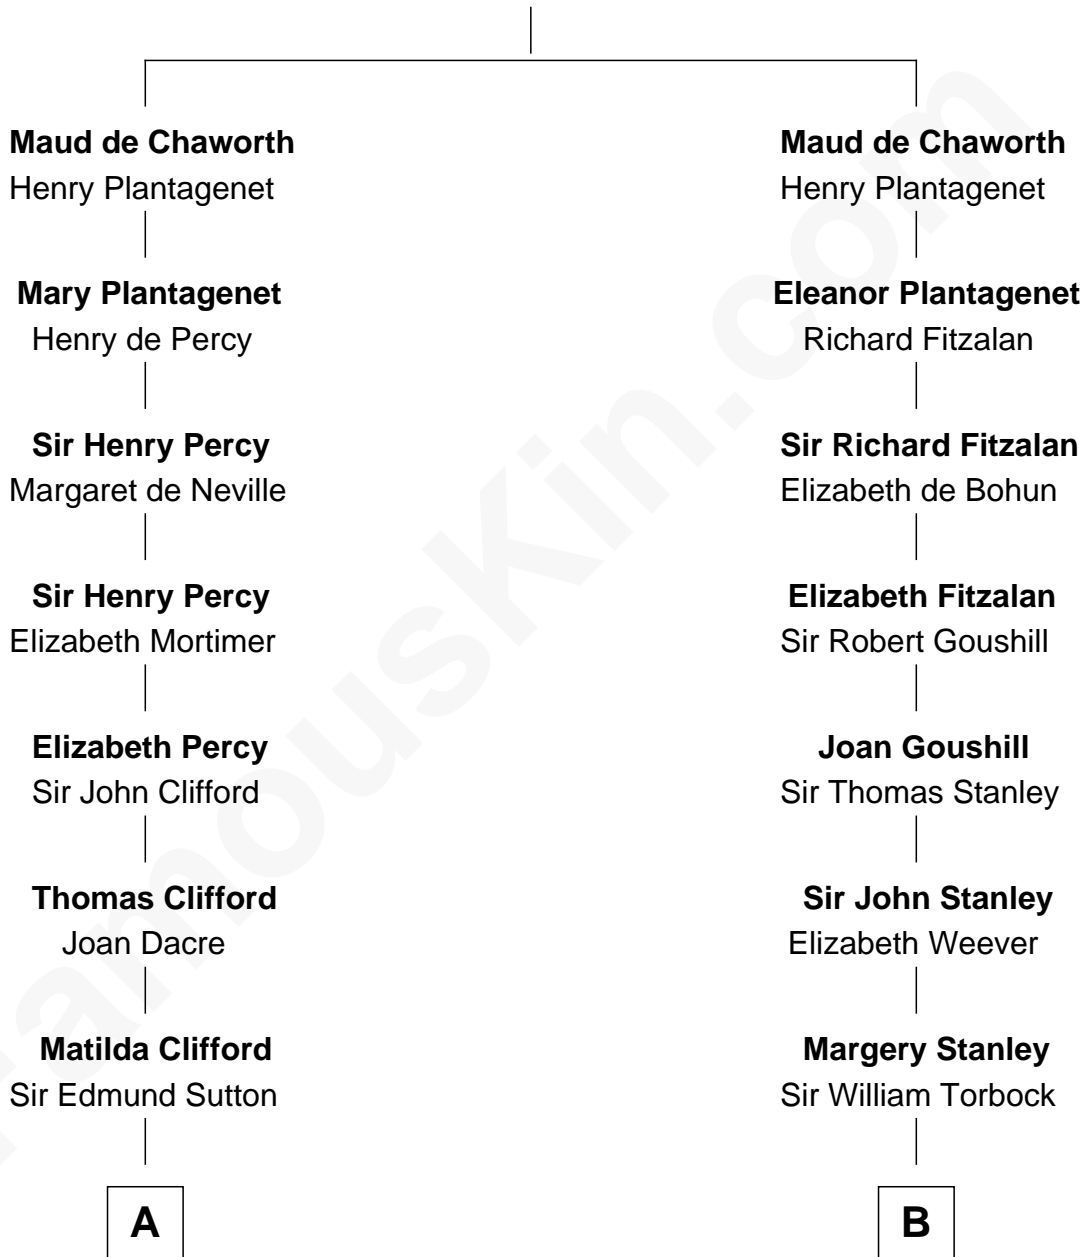 Maud de Chaworth
Henry Plantagenet
Mary Plantagenet
Henry de Percy
Sir Henry Percy
Margaret de Neville
Sir Henry Percy
Elizabeth Mortimer
Elizabeth Percy
Sir John Clifford
Thomas Clifford
Joan Dacre
Matilda Clifford
Sir Edmund Sutton
A
Maud de Chaworth
Henry Plantagenet
Eleanor Plantagenet
Richard Fitzalan
Sir Richard Fitzalan
Elizabeth de Bohun
Elizabeth Fitzalan
Sir Robert Goushill
Joan Goushill
Sir Thomas Stanley
Sir John Stanley
Elizabeth Weever
Margery Stanley
Sir William Torbock
B
FamousKin.com